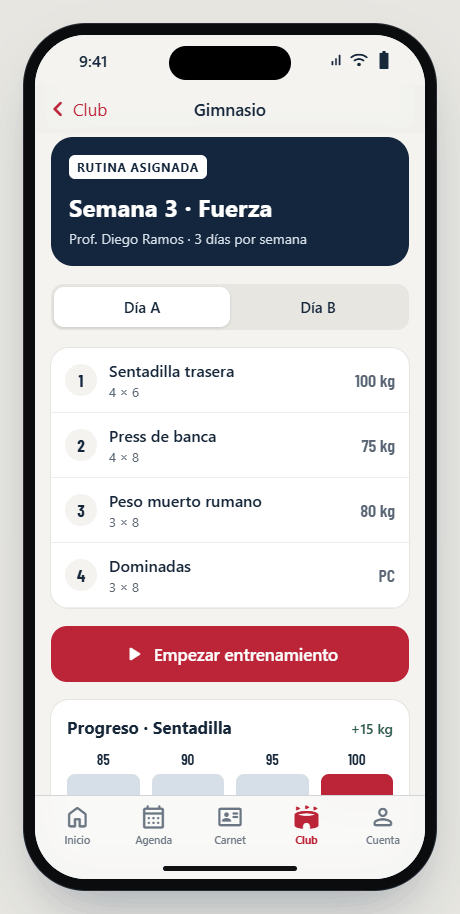 9:41
Club
Gimnasio
RUTINA ASIGNADA
Semana 3 · Fuerza
Prof. Diego Ramos · 3 días por semana
Día A
Día B
1
Sentadilla trasera
4 × 6
100 kg
2
Press de banca
4 × 8
75 kg
3
Peso muerto rumano
3 × 8
80 kg
4
Dominadas
3 × 8
PC
Empezar entrenamiento
Progreso · Sentadilla
+15 kg
85
90
95
100
Inicio
Agenda
Carnet
Club
Cuenta